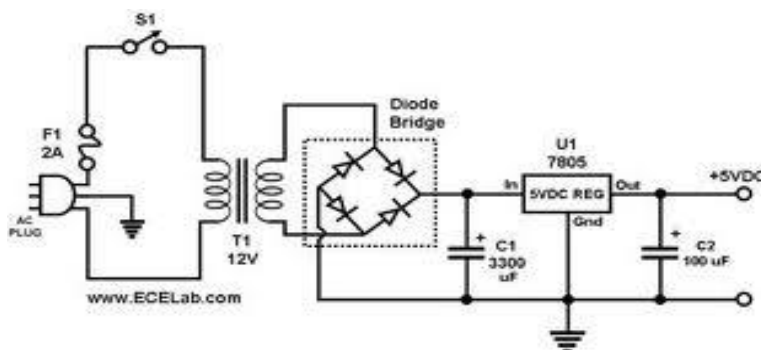 S1
Diode
Bridge
F1
2A
U1
7805
+5VDC
In
5VDC REG
Out
Gnd
AC
PLUG
T1
12V
+
C1
3300
uF
+
C2
100 uF
www.ECELab.com